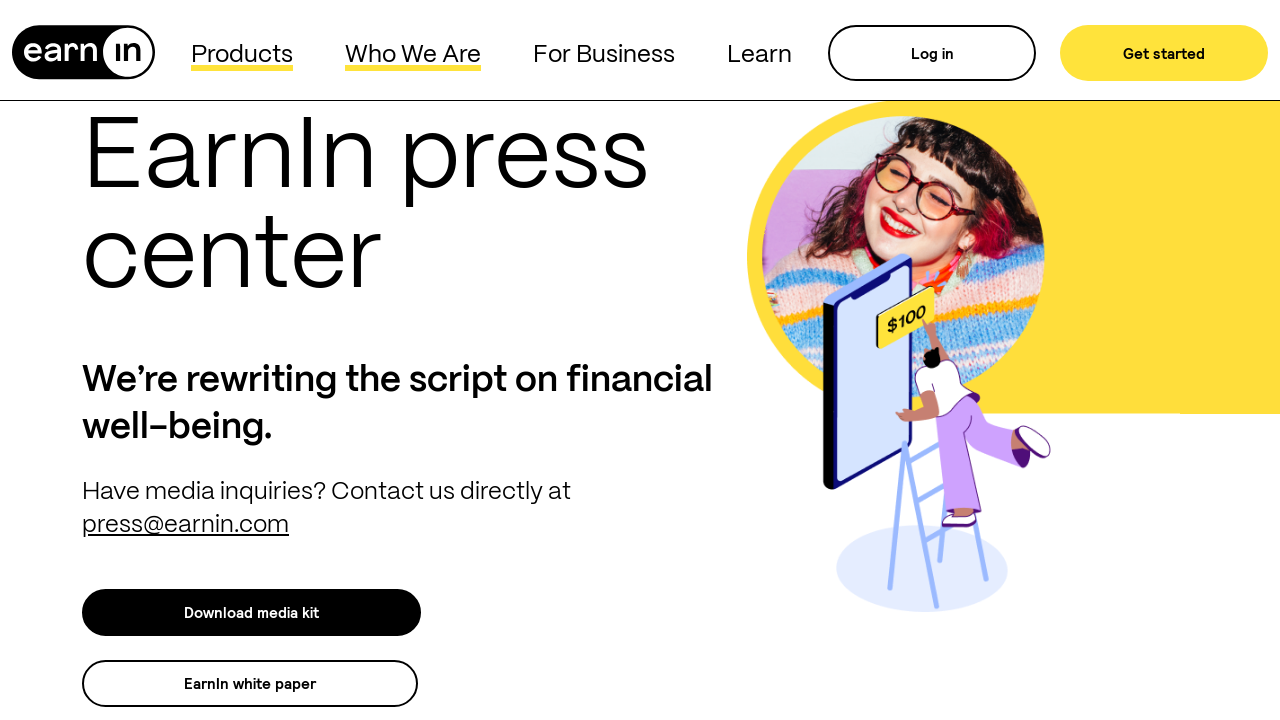 earn in
Products
Who We Are
For Business
Learn
Log in
Get started
EarnIn press
center
We’re rewriting the script on financial
well–being.
Have media inquiries? Contact us directly at
press@earnin.com
Download media kit
EarnIn white paper
$100